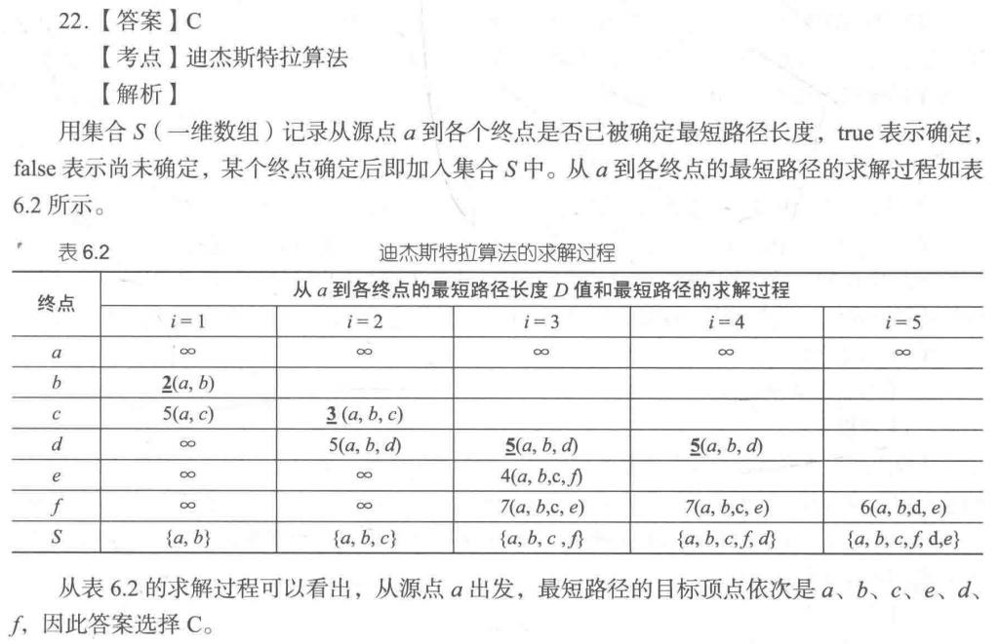 22.【答案】C
【考点】迪杰斯特拉算法
【解析】
用集合 S（一维数组）记录从源点 a 到各个终点是否已被确定最短路径长度，true 表示确定，
false 表示尚未确定，某个终点确定后即加入集合 S 中。从 a 到各终点的最短路径的求解过程如表
6.2 所示。
表 6.2 迪杰斯特拉算法的求解过程
终点 从 a 到各终点的最短路径长度 D 值和最短路径的求解过程
i = 1 i = 2 i = 3 i = 4 i = 5
a ∞ ∞ ∞ ∞ ∞
b 2(a, b)
c 5(a, c) 3 (a, b, c)
d ∞ 5(a, b, d) 5(a, b, d) 5(a, b, d)
e ∞ ∞ 4(a, b,c, f)
f ∞ ∞ 7(a, b,c, e) 7(a, b,c, e) 6(a, b,d, e)
S {a, b} {a, b, c} {a, b, c ,f} {a, b, c, f, d} {a, b, c, f, d,e}
从表 6.2 的求解过程可以看出，从源点 a 出发，最短路径的目标顶点依次是 a、b、c、e、d、
f，因此答案选择 C。